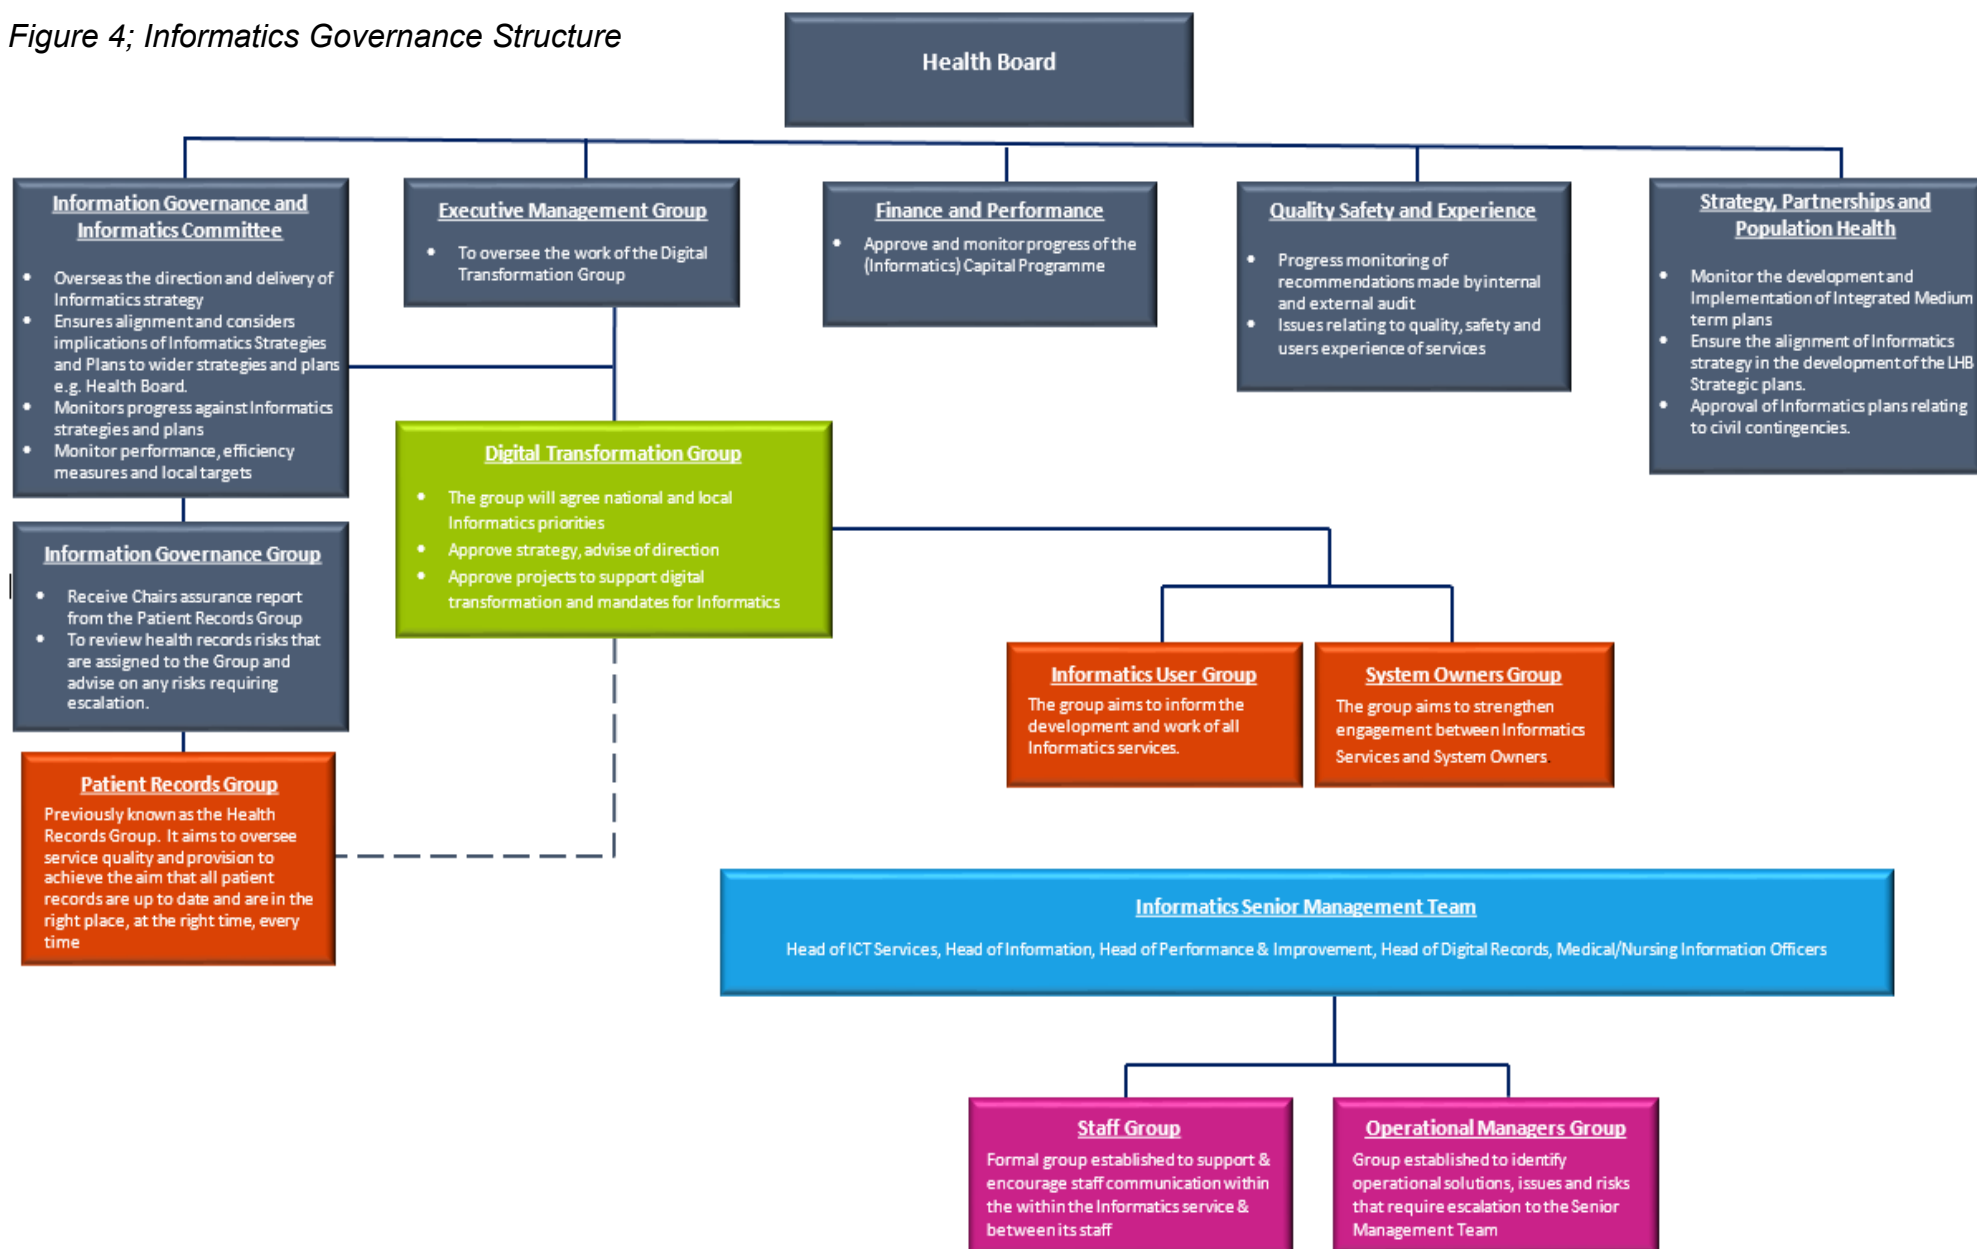 Figure 4; Informatics Governance Structure
Health Board
Information Governance and
Informatics Committee
• Overseas the direction and delivery of
Informatics strategy
• Ensures alignment and considers
implications of Informatics Strategies
and Plans to wider strategies and plans
e.g. Health Board.
• Monitors progress against Informatics
strategies and plans
• Monitor performance, efficiency
measures and local targets
Executive Management Group
• To oversee the work of the Digital
Transformation Group
Finance and Performance
• Approve and monitor progress of the
(Informatics) Capital Programme
Quality Safety and Experience
• Progress monitoring of
recommendations made by internal
and external audit
• Issues relating to quality, safety and
users experience of services
Strategy, Partnerships and
Population Health
• Monitor the development and
Implementation of Integrated Medium
term plans
• Ensure the alignment of Informatics
strategy in the development of the LHB
Strategic plans.
• Approval of Informatics plans relating
to civil contingencies.
Digital Transformation Group
• The group will agree national and local
Informatics priorities
• Approve strategy, advise of direction
• Approve projects to support digital
transformation and mandates for Informatics
Information Governance Group
• Receive Chairs assurance report
from the Patient Records Group
• To review health records risks that
are assigned to the Group and
advise on any risks requiring
escalation.
Informatics User Group
The group aims to inform the
development and work of all
Informatics services.
System Owners Group
The group aims to strengthen
engagement between Informatics
Services and System Owners.
Patient Records Group
Previously known as the Health
Records Group. It aims to oversee
service quality and provision to
achieve the aim that all patient
records are up to date and are in the
right place, at the right time, every
time
Informatics Senior Management Team
Head of ICT Services, Head of Information, Head of Performance & Improvement, Head of Digital Records, Medical/Nursing Information Officers
Staff Group
Formal group established to support &
encourage staff communication within
the within the Informatics service &
between its staff
Operational Managers Group
Group established to identify
operational solutions, issues and risks
that require escalation to the Senior
Management Team